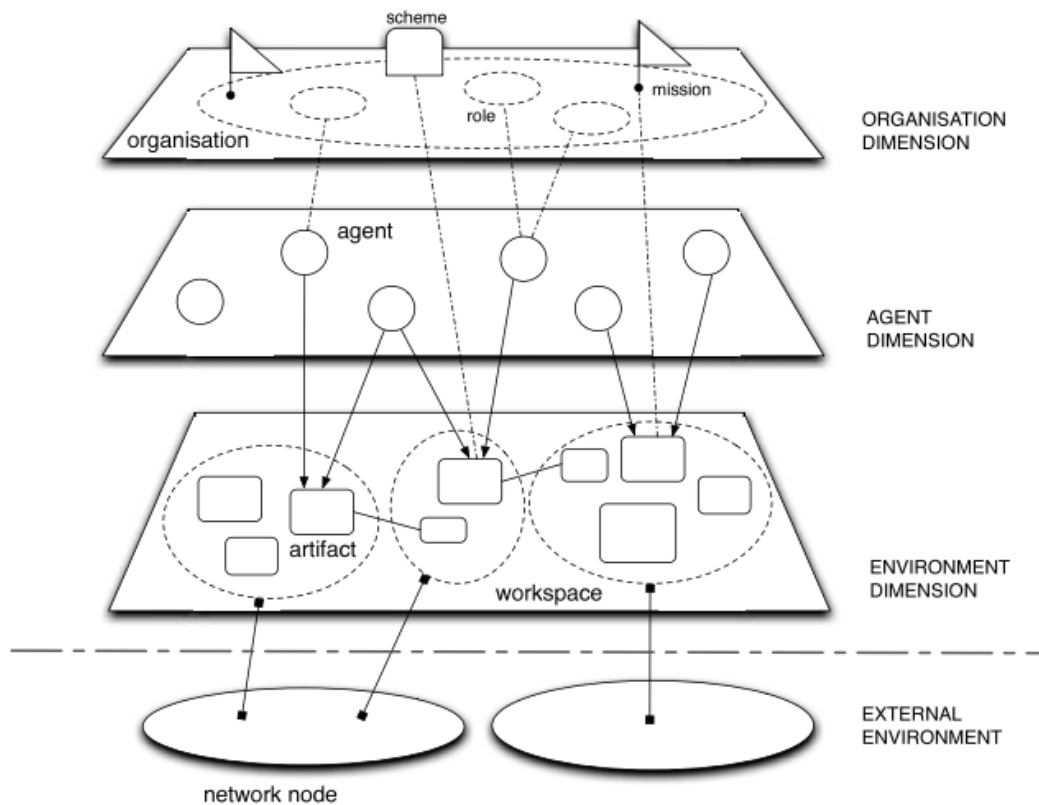 scheme
mission
role
organisation
ORGANISATION
DIMENSION
agent
AGENT
DIMENSION
artifact
workspace
ENVIRONMENT
DIMENSION
EXTERNAL
ENVIRONMENT
network node